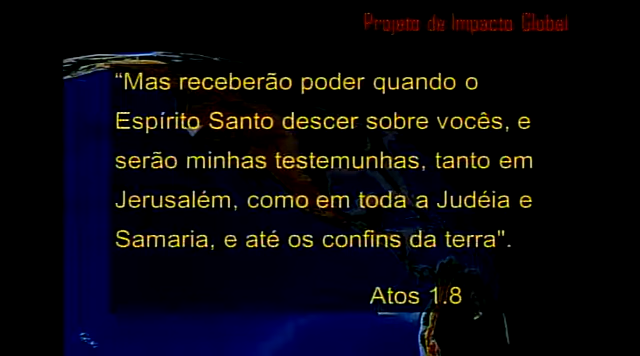 Projeto de Impacto Global
“Mas receberão poder quando o
Espírito Santo descer sobre vocês, e
serão minhas testemunhas, tanto em
Jerusalém, como em toda a Judéia e
Samaria, e até os confins da terra".
Atos 1.8